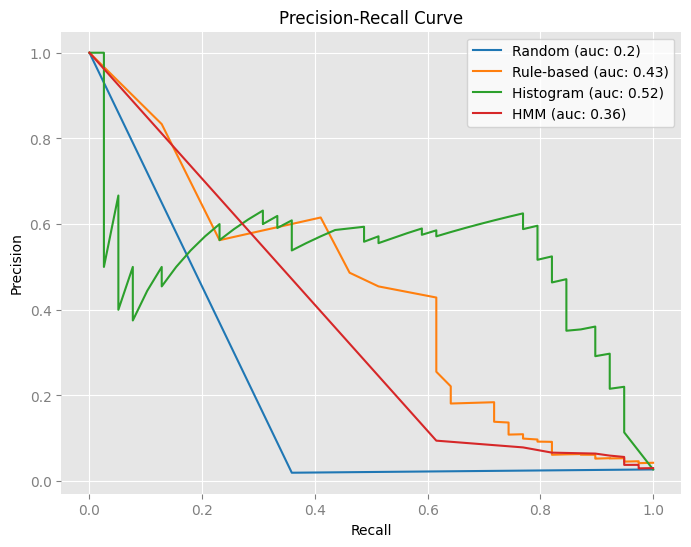 Precision-Recall Curve
Random (auc: 0.2)
Rule-based (auc: 0.43)
Histogram (auc: 0.52)
HMM (auc: 0.36)
Precision
1.0
0.8
0.6
0.4
0.2
0.0
0.0 0.2 0.4 0.6 0.8 1.0
Recall